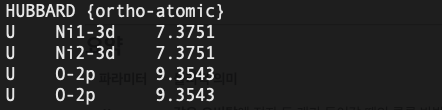 HUBBARD {ortho-atomic}
U    Ni1-3d    7.3751
U    Ni2-3d    7.3751
U    O-2p      9.3543
U    O-2p      9.3543